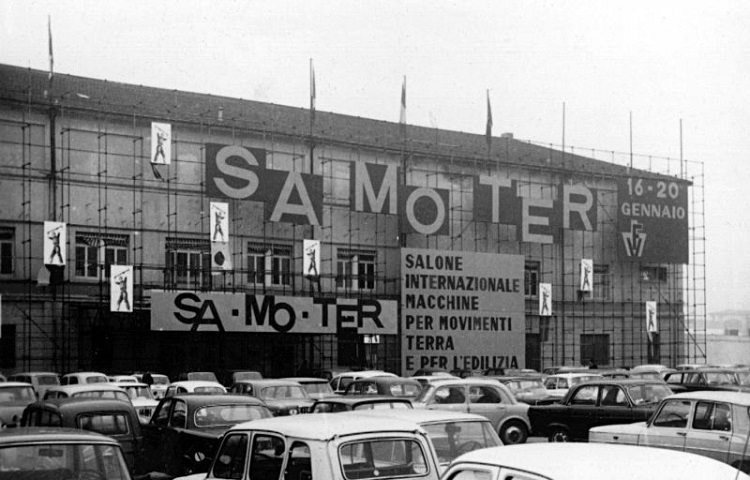 SAMOTER
16-20
GENNAIO
SALONE
INTERNAZIONALE
MACCHINE
PER MOVIMENTI
TERRA
E PER L'EDILIZIA
SA·MO·TER